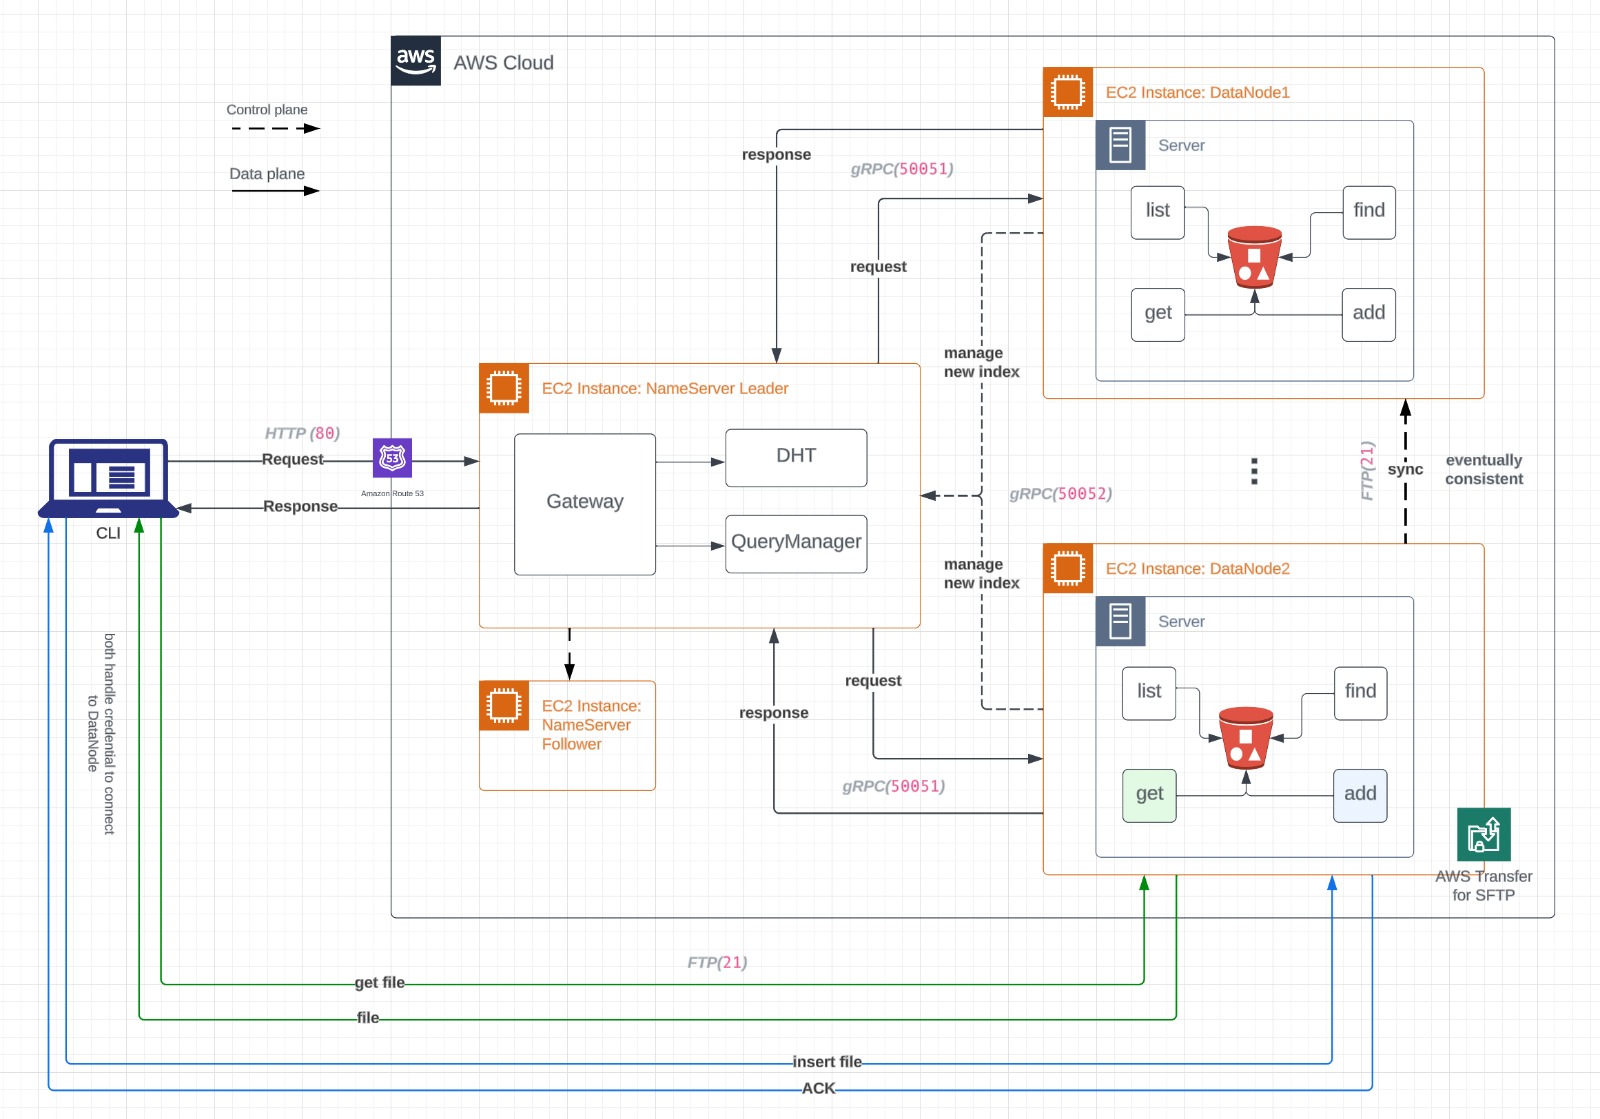 aws
AWS Cloud
Control plane
Data plane
EC2 Instance: DataNode1
Server
list
find
get
add
response
gRPC(50051)
request
manage
new index
EC2 Instance: NameServer Leader
Gateway
DHT
QueryManager
HTTP (80)
Request
53
Amazon Route 53
Response
CLI
gRPC(50052)
FTP(21)
sync
eventually
consistent
manage
new index
EC2 Instance: DataNode2
Server
list
find
get
add
EC2 Instance:
NameServer
Follower
request
response
gRPC(50051)
both handle credential to connect
to DataNode
AWS Transfer
for SFTP
FTP(21)
get file
file
insert file
ACK